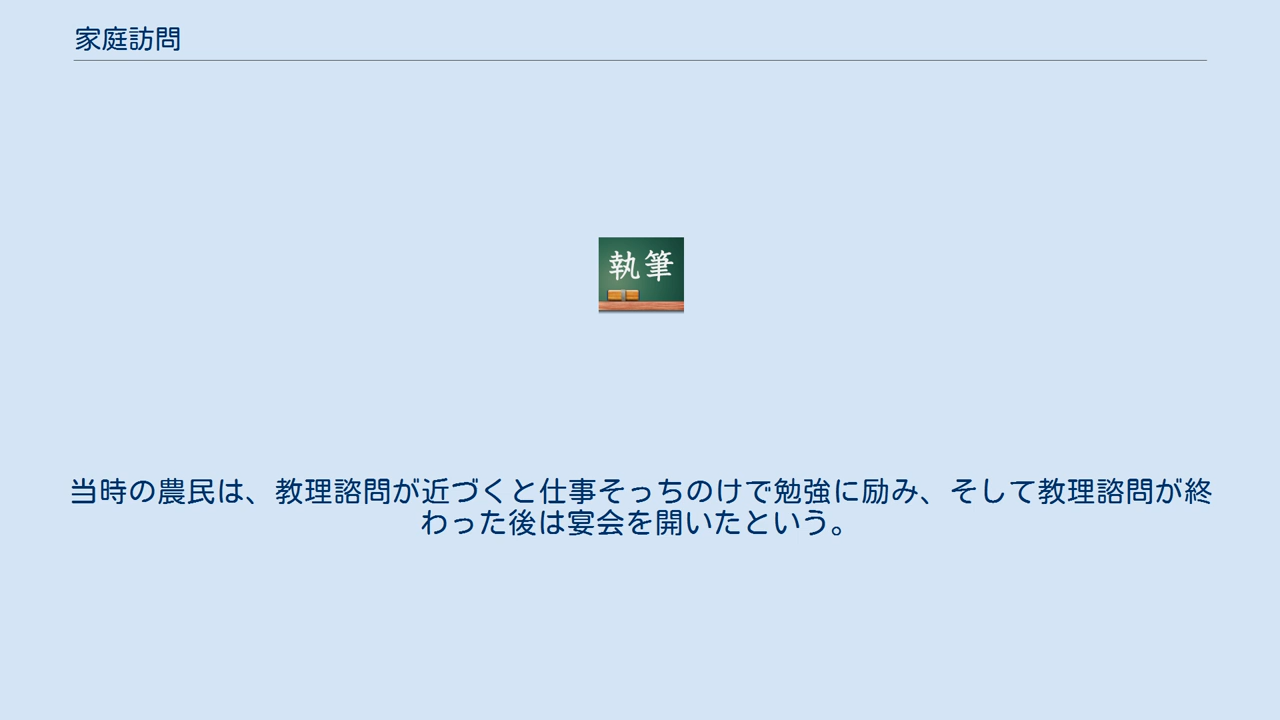 家庭訪問
執筆
当時の農民は、教理諮問が近づくと仕事そっちのけで勉強に励み、そして教理諮問が終
わった後は宴会を開いたという。